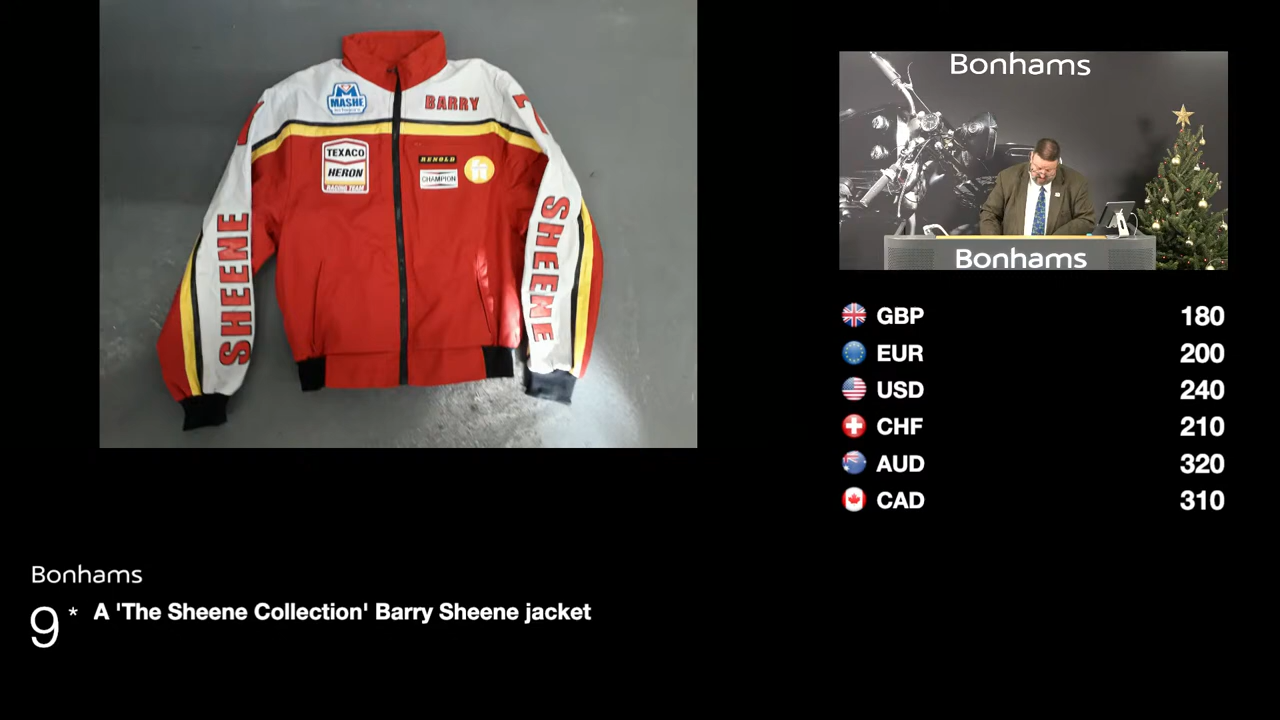 MASHE
BARRY
7
TEXACO
HERON
RACING TEAM
RENOLD
CHAMPION
SHEENE
SHEENE
Bonhams
Bonhams
GBP 180
EUR 200
USD 240
CHF 210
AUD 320
CAD 310
Bonhams
9 * A 'The Sheene Collection' Barry Sheene jacket